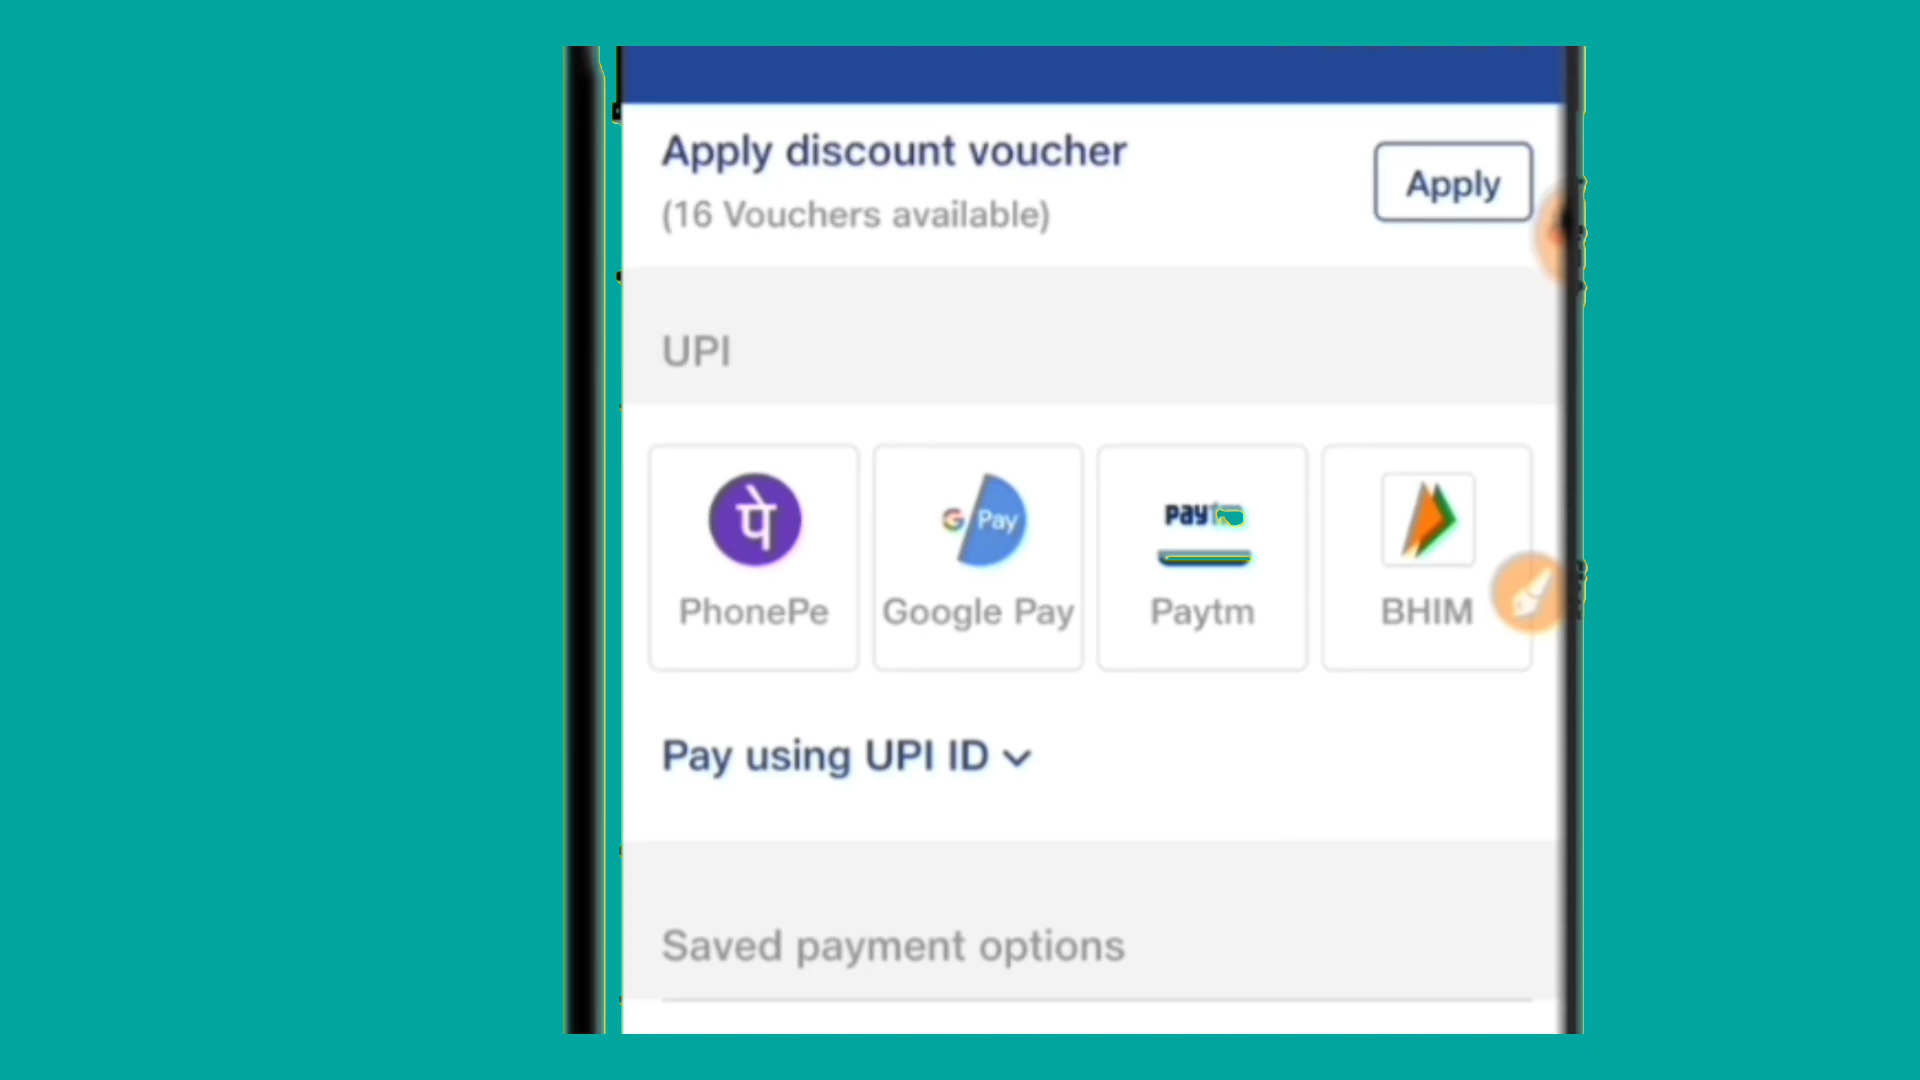 Apply discount voucher
Apply
(16 Vouchers available)
UPI
पे
G Pay
paytm
PhonePe
Google Pay
Paytm
BHIM
Pay using UPI ID
Saved payment options